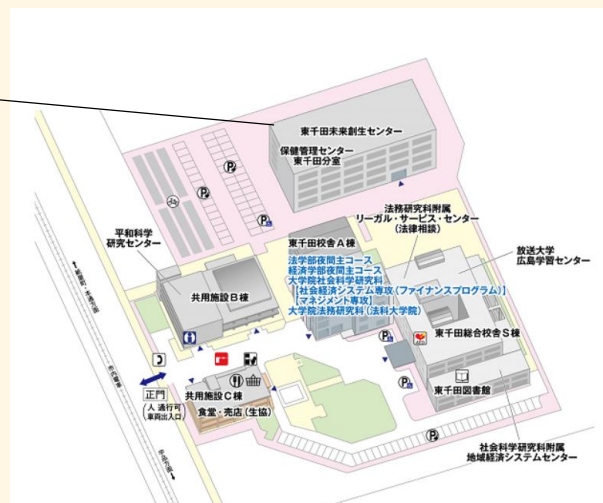 東千田未来創生センター
保健管理センター
東千田分室
法務研究科附属
リーガル・サービス・センター
(法律相談)
平和科学
研究センター
東千田校舎A棟
法学部夜間主コース
経済学部夜間主コース
大学院社会科学研究科
【社会経済システム専攻(ファイナンスプログラム)】
【マネジメント専攻】
大学院法務研究科(法科大学院)
放送大学
広島学習センター
共用施設B棟
東千田総合校舎S棟
東千田図書館
正門
(人 通行可
車両出入口)
共用施設C棟
食堂・売店(生協)
社会科学研究科附属
地域経済システムセンター
市内電車
宇品方面